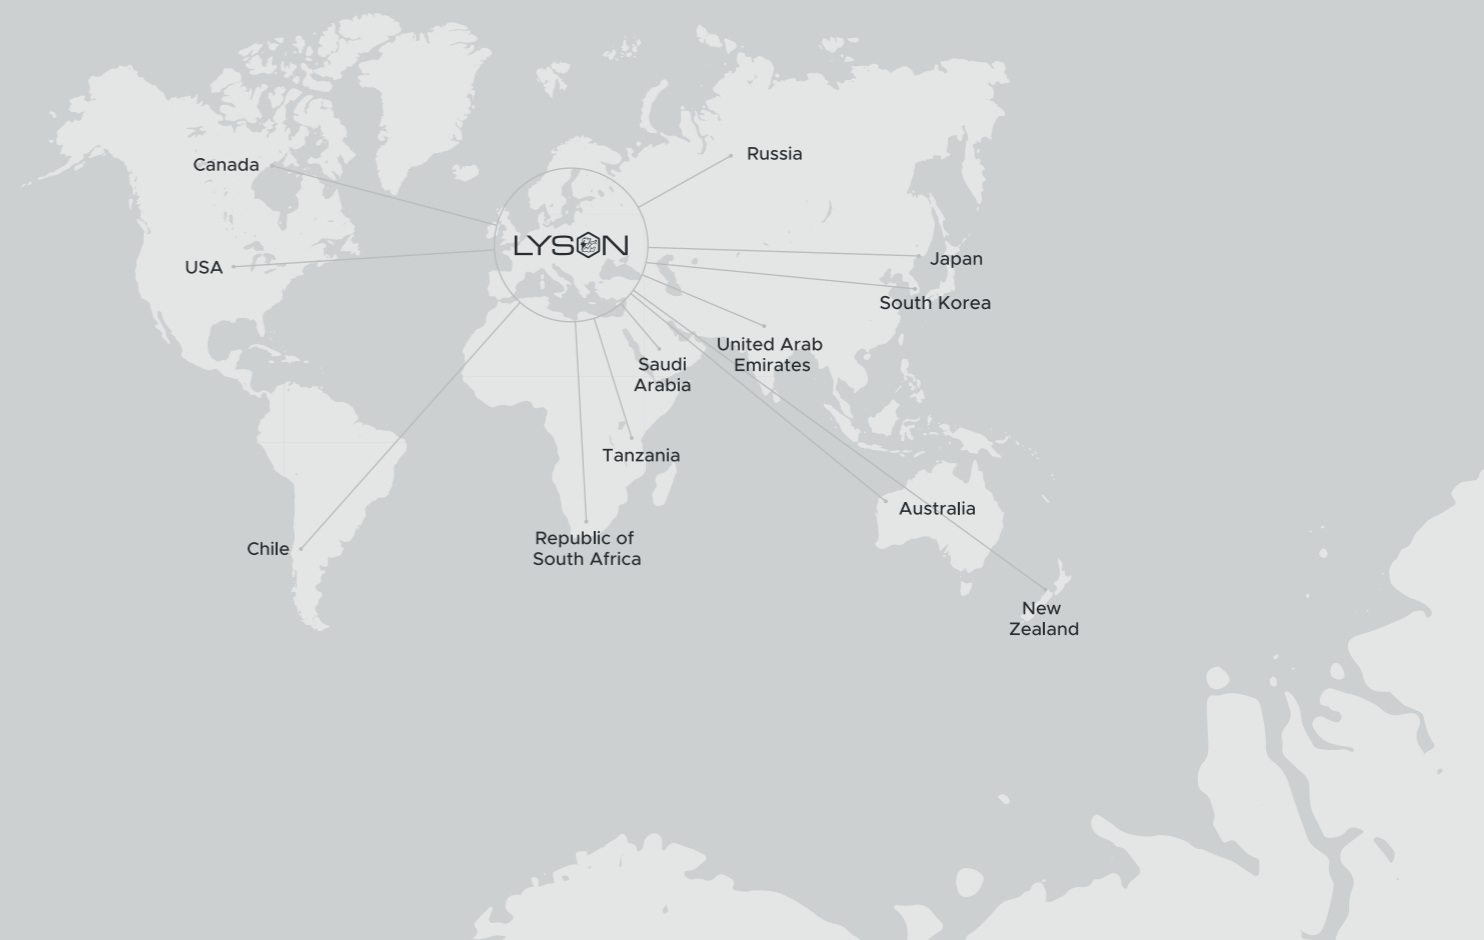 Russia
Canada
LYSON
Japan
USA
South Korea
United Arab
Emirates
Saudi
Arabia
Tanzania
Australia
Republic of
South Africa
Chile
New
Zealand